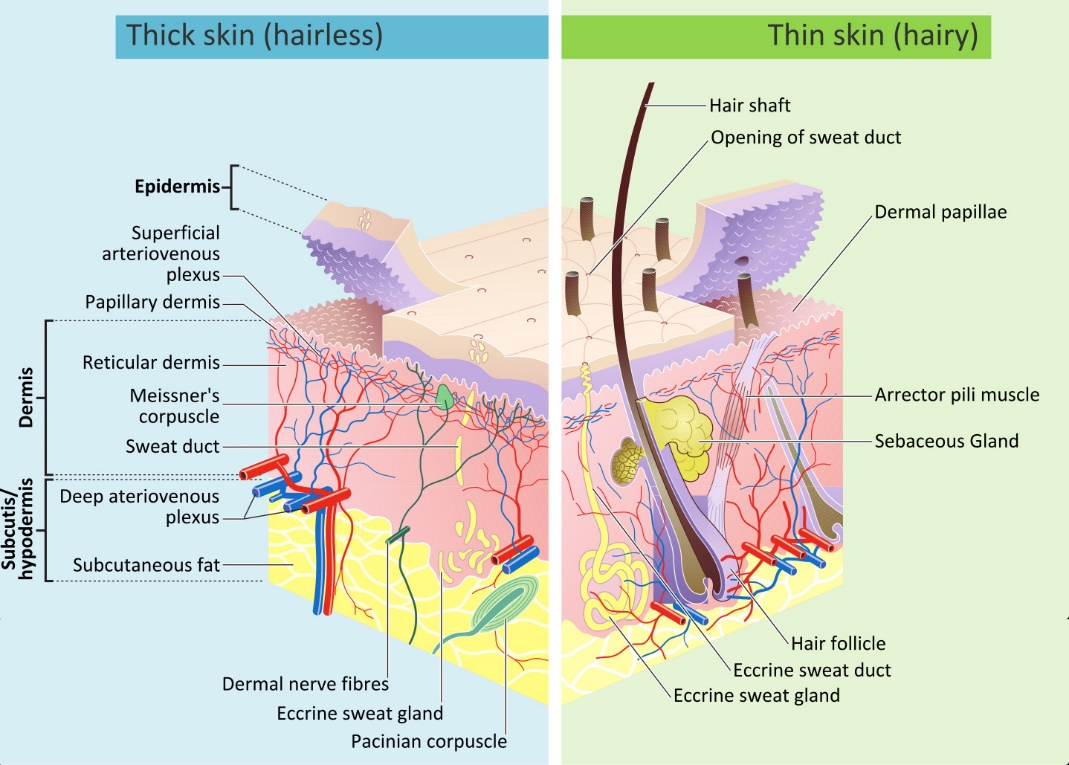 Thick skin (hairless)
Epidermis
Superficial
arteriovenous
plexus
Papillary dermis
Reticular dermis
Meissner's
corpuscle
Sweat duct
Deep ateriovenous
plexus
Subcutaneous fat
Dermis
Subcutis/
hypodermis
Dermal nerve fibres
Eccrine sweat gland
Pacinian corpuscle
Thin skin (hairy)
Hair shaft
Opening of sweat duct
Dermal papillae
Arrector pili muscle
Sebaceous Gland
Hair follicle
Eccrine sweat duct
Eccrine sweat gland